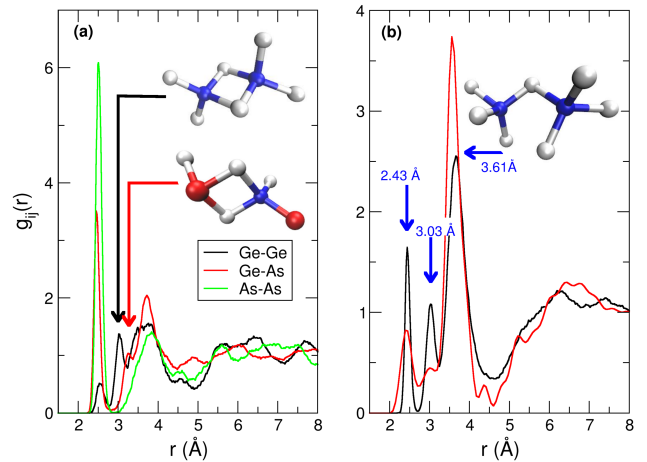 (a)
6
4
2
0
g_ij(r)
Ge-Ge
Ge-As
As-As
2 3 4 5 6 7 8
r (Å)
(b)
4
3
2
1
0
2.43 Å
3.03 Å
3.61Å
2 3 4 5 6 7 8
r (Å)